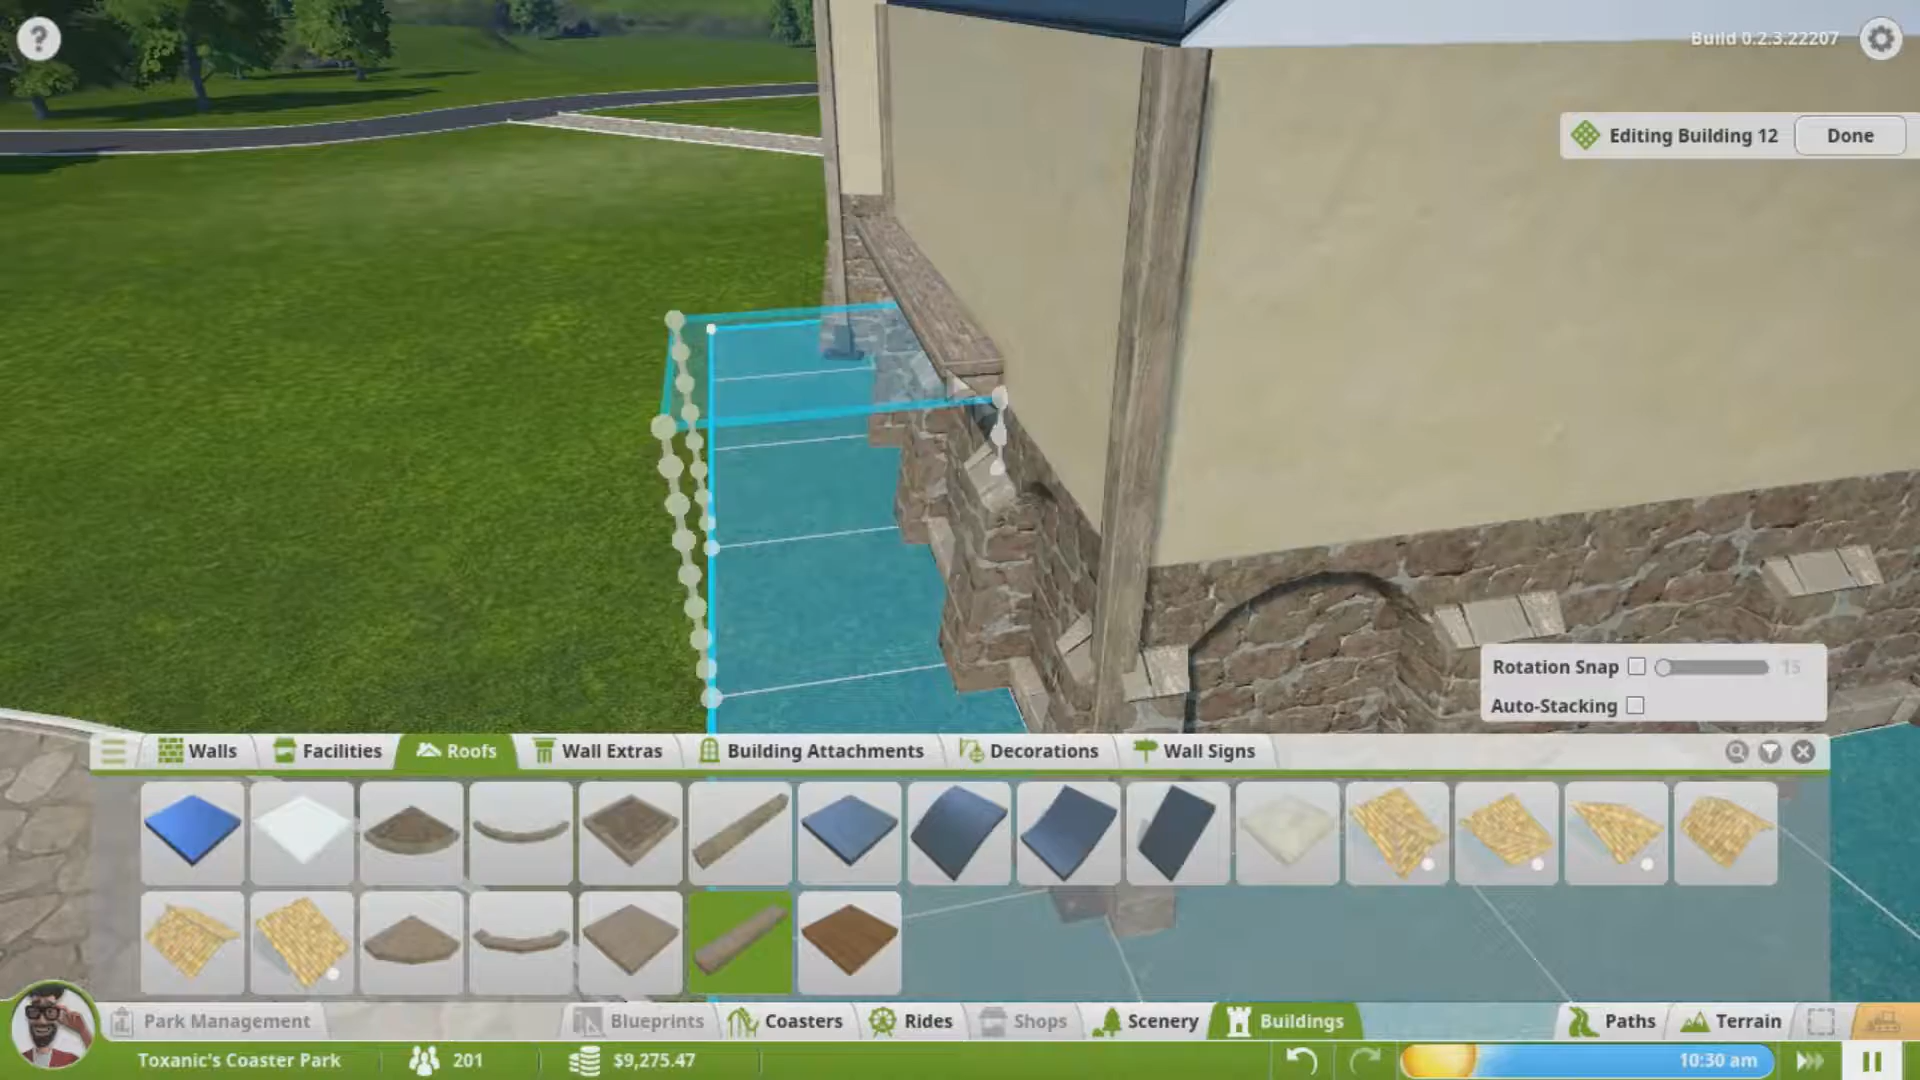 ?
Build 0.2.3.22207
Editing Building 12 Done
Rotation Snap 15
Auto-Stacking
Walls Facilities Roofs Wall Extras Building Attachments Decorations Wall Signs
Park Management Blueprints Coasters Rides Shops Scenery Buildings Paths Terrain
Toxanic's Coaster Park 201 $9,275.47 10:30 am